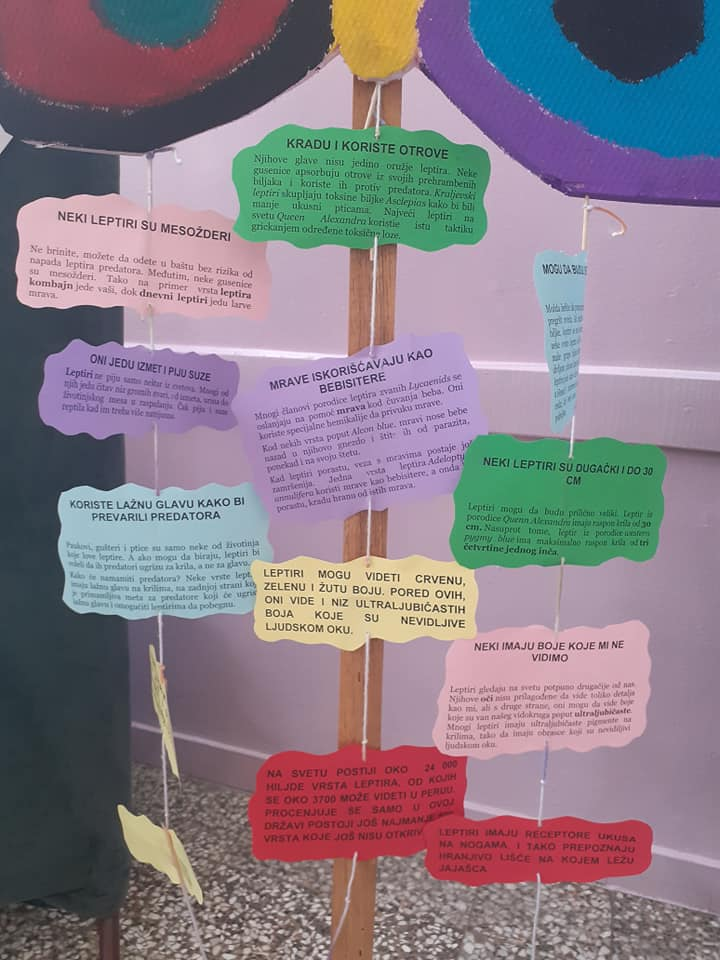 KRADU I KORISTE OTROVE
Njihove glave nisu jedino oružje leptira. Neke
gusenice apsorbuju otrove iz svojih prehrambenih
biljaka i koriste ih protiv predatora. Kraljevski
leptiri skupljaju toksine biljke Asclepias kako bi bili
manje ukusni pticama. Najveći leptiri na
svetu Queen Alexandra koristie istu taktiku
grickanjem određene toksične loze.
NEKI LEPTIRI SU MESOŽDERI
Ne brinite, možete da odete u baštu bez rizika od
napada leptira predatora. Međutim, neke gusenice
su mesožderi. Tako na primer vrsta leptira
kombajn jede vaši, dok dnevni leptiri jedu larve
mrava.
MOGU DA
ONI JEDU IZMET I PIJU SUZE
Leptiri ne piju samo nektar iz cvetova. Mnogi od
njih jedu čitav niz gromih stvari, od izmeta, urina do
životinjskog mesa u raspadanju. Čak piju i suze
reptila kad im treba više natrijuma.
MRAVE ISKORIŠĆAVAJU KAO
BEBISITERE
Mnogi članovi porodice leptira zvanih Lycaenids se
oslanjaju na pomoć mrava kod čuvanja beba. Oni
koriste specijalne hemikalije da privuku mrave.
Kod nekih vrsta poput Alcon blue, mravi nose bebe
nazad u njihovo gnezdo i štite ih od parazita,
ponekad i na svoju štetu.
Kad leptiri porastu, veza s mravima postaje
zamršenija. Jedna vrsta leptira
annulifera koristi mrave kao bebisitere, a onda
porastu, kradu hranu od istih mrava.
NEKI LEPTIRI SU DUGAČKI I DO 30
CM
Leptiri mogu da budu prilično veliki. Leptir iz
porodice Quenn Alexandra imaju raspon krila od 30
cm. Nasuprot tome, leptir iz porodice western
pygmy blue ima maksimalno raspon krila od tri
četvrtine jednog inča.
KORISTE LAŽNU GLAVU KAKO BI
PREVARILI PREDATORA
Paukovi, gušteri i ptice su samo neke od životinja
koje love leptire. A ako mogu da biraju, leptiri bi
voleli da ih predatori ugrizu za krila, a ne za glavu.
Kako će namamiti predatora? Neke vrste
imaju lažnu glavu na krilima, na zadnjoj strani
je primamljiva meta za predatore koji će
lažnu glavu i omogućiti leptirima da pobegnu.
LEPTIRI MOGU VIDETI CRVENU,
ZELENU I ŽUTU BOJU. PORED OVIH,
ONI VIDE I NIZ ULTRALJUBIČASTIH
BOJA KOJE SU NEVIDLJIVE
LJUDSKOM OKU.
NEKI IMAJU BOJE KOJE MI NE
VIDIMO
Leptiri gledaju na svetu potpuno drugačije od nas.
Njihove oči nisu prilagođene da vide toliko detalja
kao mi, ali s druge strane, oni mogu da vide boje
koje su van našeg vidokruga poput ultraljubičaste.
Mnogi leptiri imaju ultraljubičaste pigmente na
krilima, tako da imaju obrasce koji su nevidljivi
ljudskom oku.
NA SVETU POSTIJI OKO 24 000
HILJDE VRSTA LEPTIRA, OD KOJIH
SE OKO 3700 MOŽE VIDETI U PERUU.
PROCENJUJE SE SAMO U OVOJ
DRŽAVI POSTOJI JOŠ NAJMANJE
VRSTA KOJE JOŠ NISU
LEPTIRI IMAJU RECEPTORE UKUSA
NA NOGAMA, I TAKO PREPOZNAJU
HRANJIVO LIŠĆE NA KOJEM LEŽU
JAJAŠCA